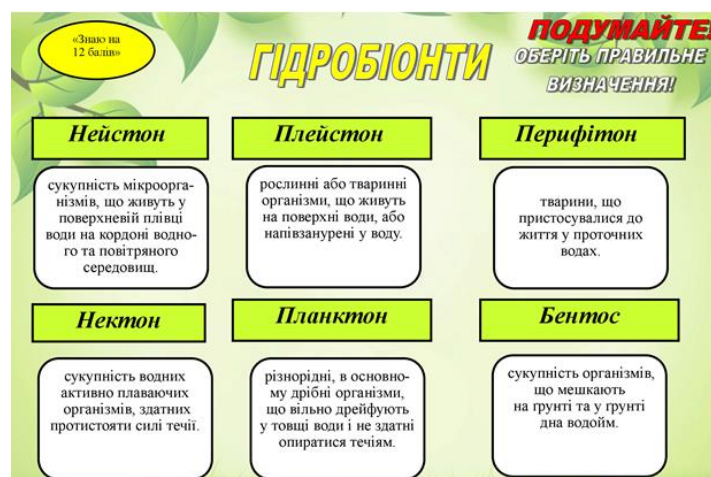 «Знаю на
12 балів»
ГІДРОБІОНТИ
ПОДУМАЙТЕ!
ОБЕРІТЬ ПРАВИЛЬНЕ
ВИЗНАЧЕННЯ!
Нейстон
сукупність мікроорга-
нізмів, що живуть у
поверхневій плівці
води на кордоні водно-
го та повітряного
середовищ.
Плейстон
рослинні або тваринні
організми, що живуть
на поверхні води, або
напівзанурені у воду.
Перифітон
тварини, що
пристосувалися до
життя у проточних
водах.
Нектон
сукупність водних
активно плаваючих
організмів, здатних
протистояти силі течії.
Планктон
різнорідні, в основно-
му дрібні організми,
що вільно дрейфують
у товщі води і не здатні
опиратися течіям.
Бентос
сукупність організмів,
що мешкають
на ґрунті та у ґрунті
дна водойм.